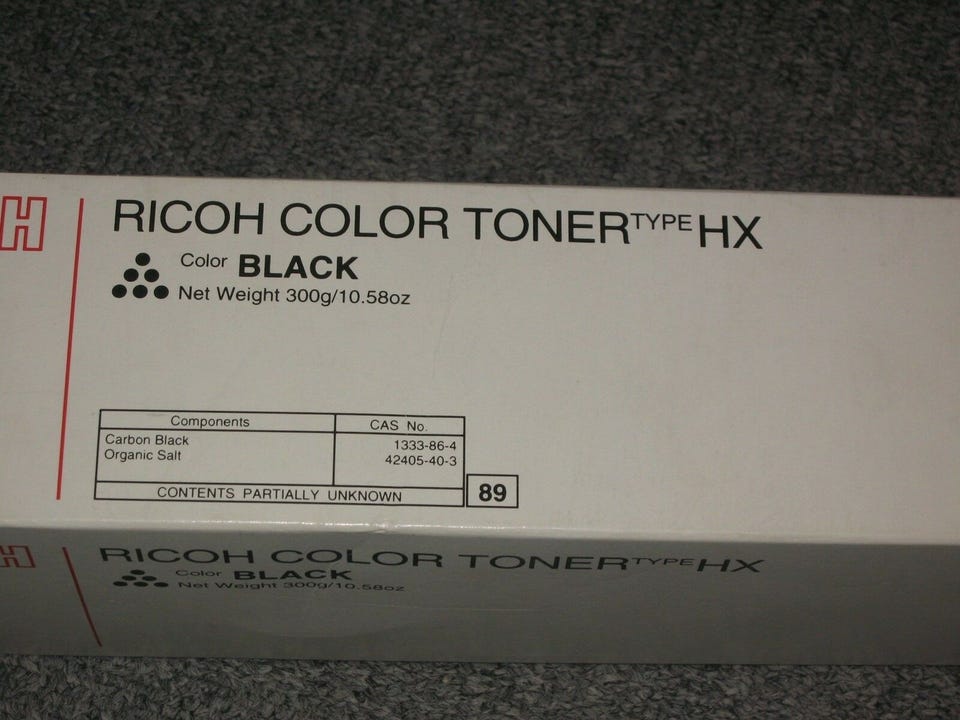 H
RICOH COLOR TONER TYPE HX
Color BLACK
Net Weight 300g/10.58oz
Components CAS No.
Carbon Black 1333-86-4
Organic Salt 42405-40-3
CONTENTS PARTIALLY UNKNOWN
89
H
RICOH COLOR TONER TYPE HX
Color BLACK
Net Weight 300g/10.58oz